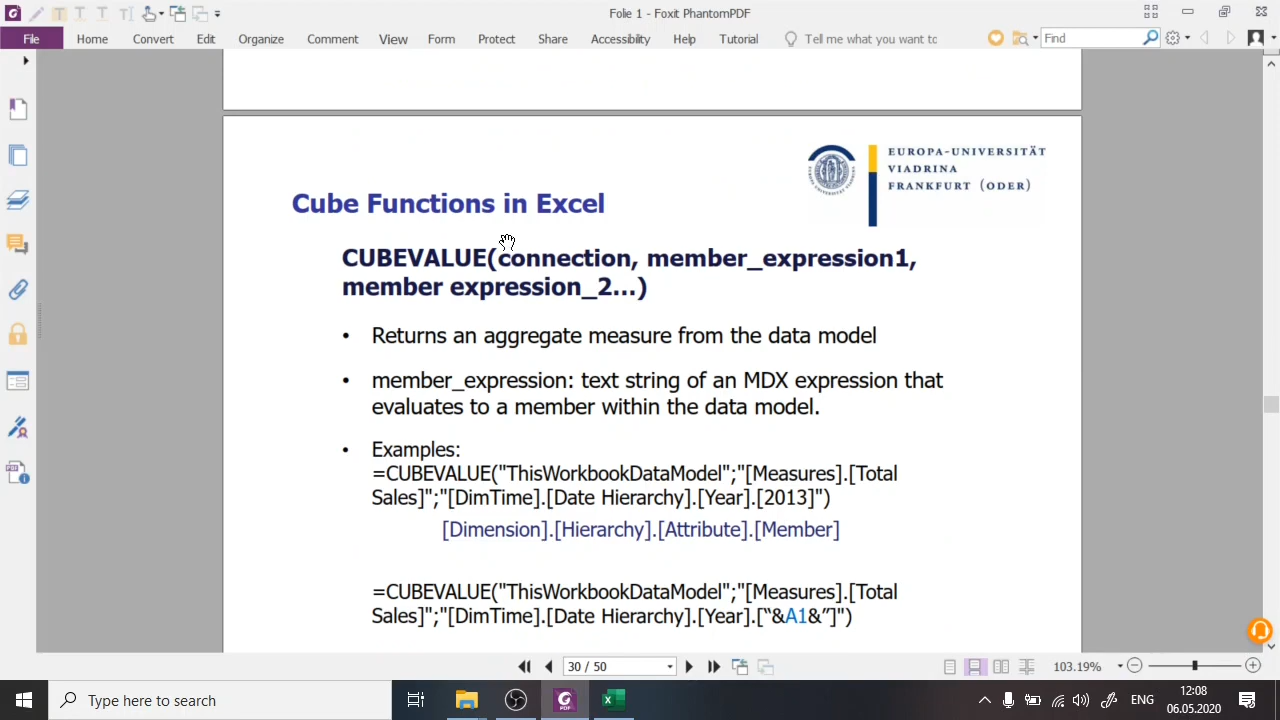 Folie 1 - Foxit PhantomPDF
File Home Convert Edit Organize Comment View Form Protect Share Accessibility Help Tutorial Tell me what you want to Find
EUROPA-UNIVERSITÄT
VIADRINA
FRANKFURT (ODER)
Cube Functions in Excel
CUBEVALUE(connection, member_expression1,
member expression_2...)
• Returns an aggregate measure from the data model
• member_expression: text string of an MDX expression that
evaluates to a member within the data model.
• Examples:
=CUBEVALUE("ThisWorkbookDataModel";"[Measures].[Total
Sales]";"[DimTime].[Date Hierarchy].[Year].[2013]")
[Dimension].[Hierarchy].[Attribute].[Member]
=CUBEVALUE("ThisWorkbookDataModel";"[Measures].[Total
Sales]";"[DimTime].[Date Hierarchy].[Year].[“&A1&”]")
30 / 50
103.19%
Type here to search
ENG
12:08
06.05.2020